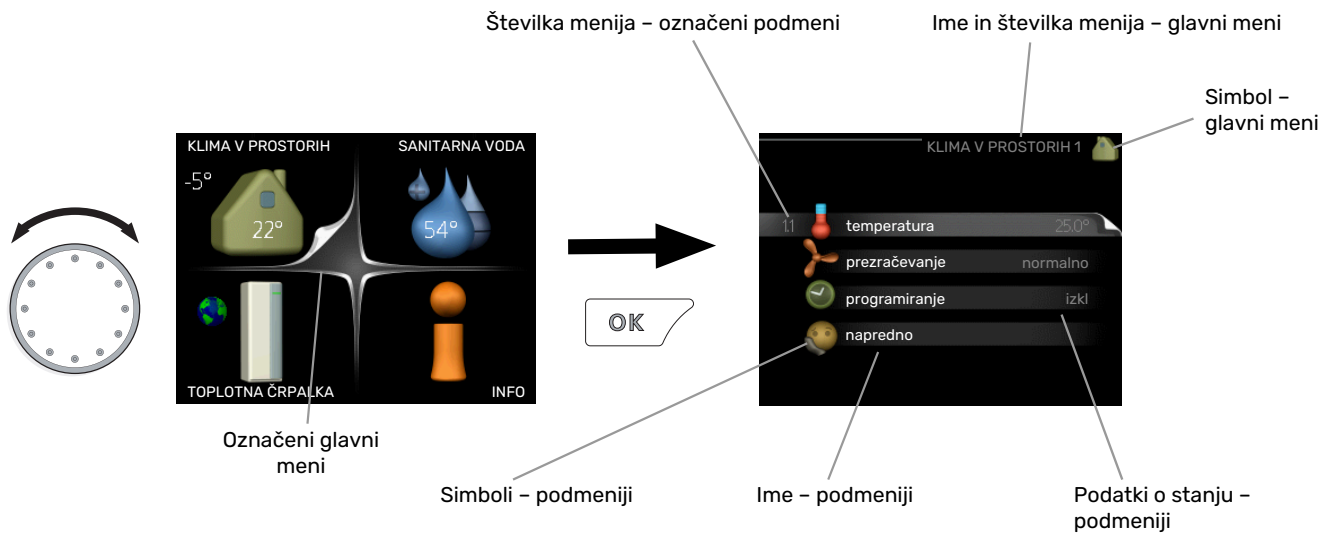 Številka menija – označeni podmeni
Ime in številka menija – glavni meni
Simbol –
glavni meni
KLIMA V PROSTORIH
SANITARNA VODA
-5°
22°
54°
TOPLOTNA ČRPALKA
INFO
OK
KLIMA V PROSTORIH 1
1.1
temperatura
25.0°
prezračevanje
normalno
programiranje
izkl
napredno
Označeni glavni
meni
Simboli – podmeniji
Ime – podmeniji
Podatki o stanju –
podmeniji